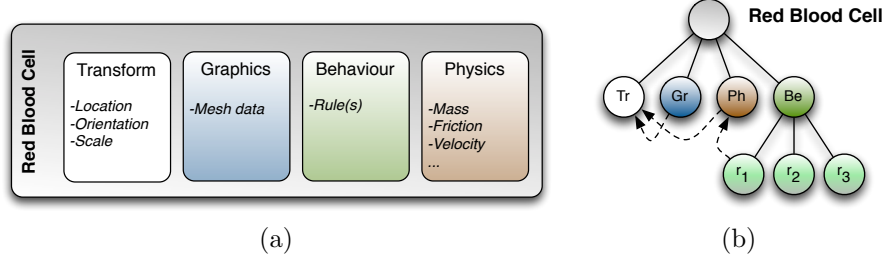 Red Blood Cell
Transform
-Location
-Orientation
-Scale
Graphics
-Mesh data
Behaviour
-Rule(s)
Physics
-Mass
-Friction
-Velocity
...
(a)
Red Blood Cell
Tr
Gr
Ph
Be
r1
r2
r3
(b)